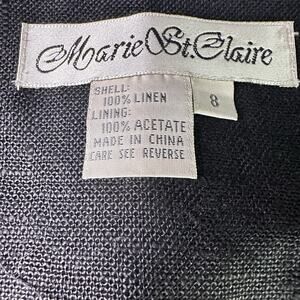 Marie St. Claire
SHELL:
100% LINEN
LINING:
100% ACETATE
MADE IN CHINA
CARE SEE REVERSE
8